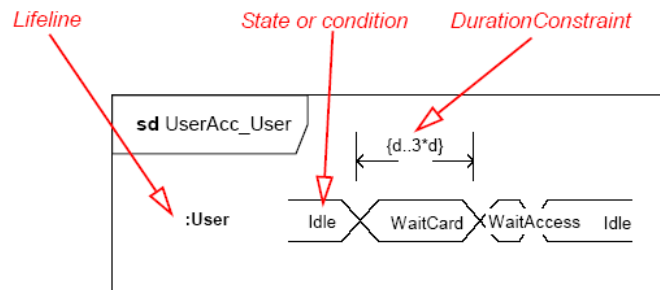 Lifeline State or condition DurationConstraint
sd UserAcc_User
{d..3*d}
:User Idle WaitCard WaitAccess Idle